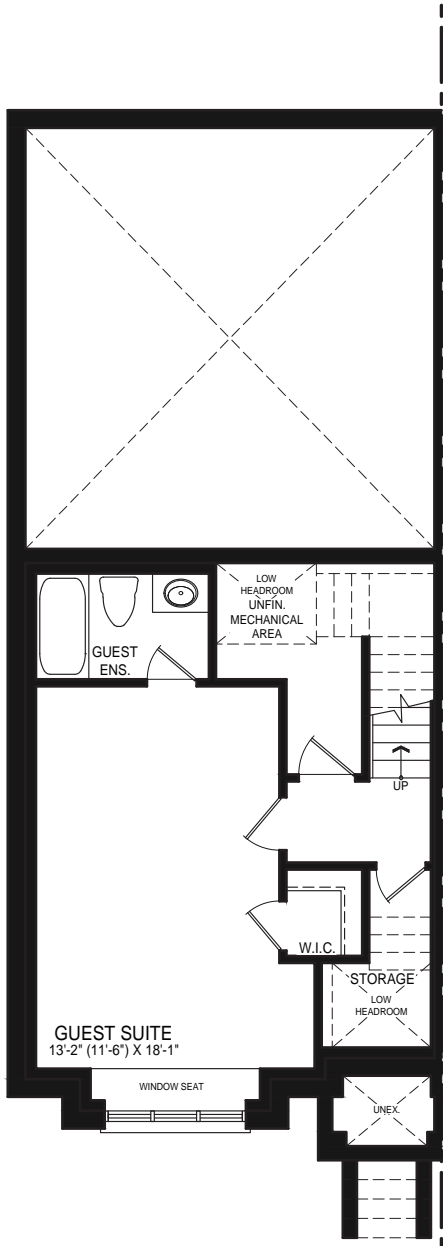 LOW
HEADROOM
UNFIN.
MECHANICAL
AREA
GUEST
ENS.
UP
W.I.C.
STORAGE
LOW
HEADROOM
GUEST SUITE
13'-2" (11'-6") X 18'-1"
WINDOW SEAT
UNEX.